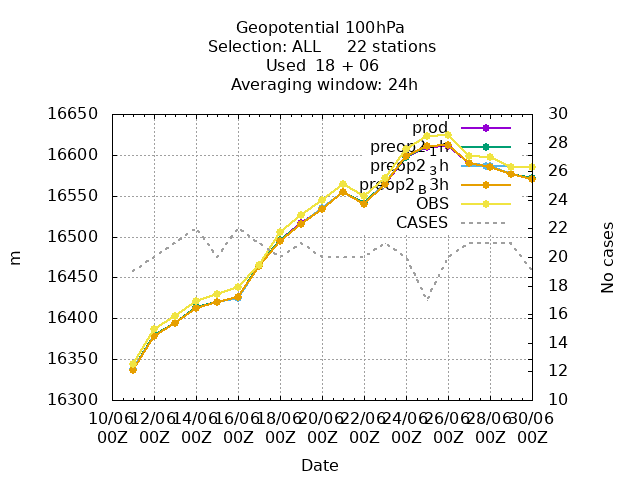 Geopotential 100hPa
Selection: ALL 22 stations
Used 18 + 06
Averaging window: 24h
16650
16600
16550
16500
16450
16400
16350
16300
m
30
28
26
24
22
20
18
16
14
12
10
No cases
prod
preop2_1h
preop2_3h
preop2_B3h
OBS
CASES
10/06 12/06 14/06 16/06 18/06 20/06 22/06 24/06 26/06 28/06 30/06
00Z 00Z 00Z 00Z 00Z 00Z 00Z 00Z 00Z 00Z 00Z
Date